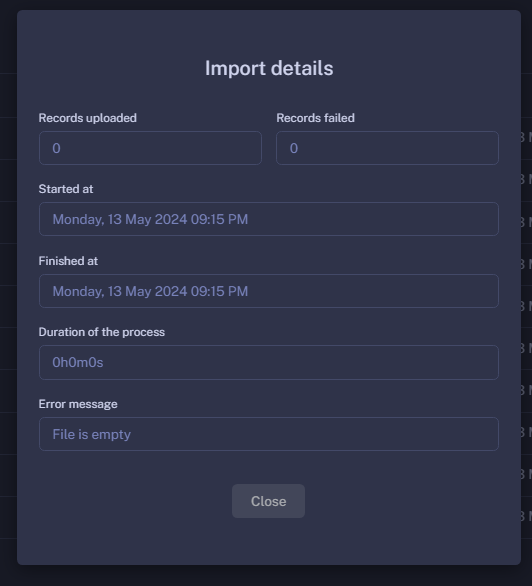 Import details
Records uploaded
Records failed
0
0
Started at
Monday, 13 May 2024 09:15 PM
Finished at
Monday, 13 May 2024 09:15 PM
Duration of the process
0h0m0s
Error message
File is empty
Close